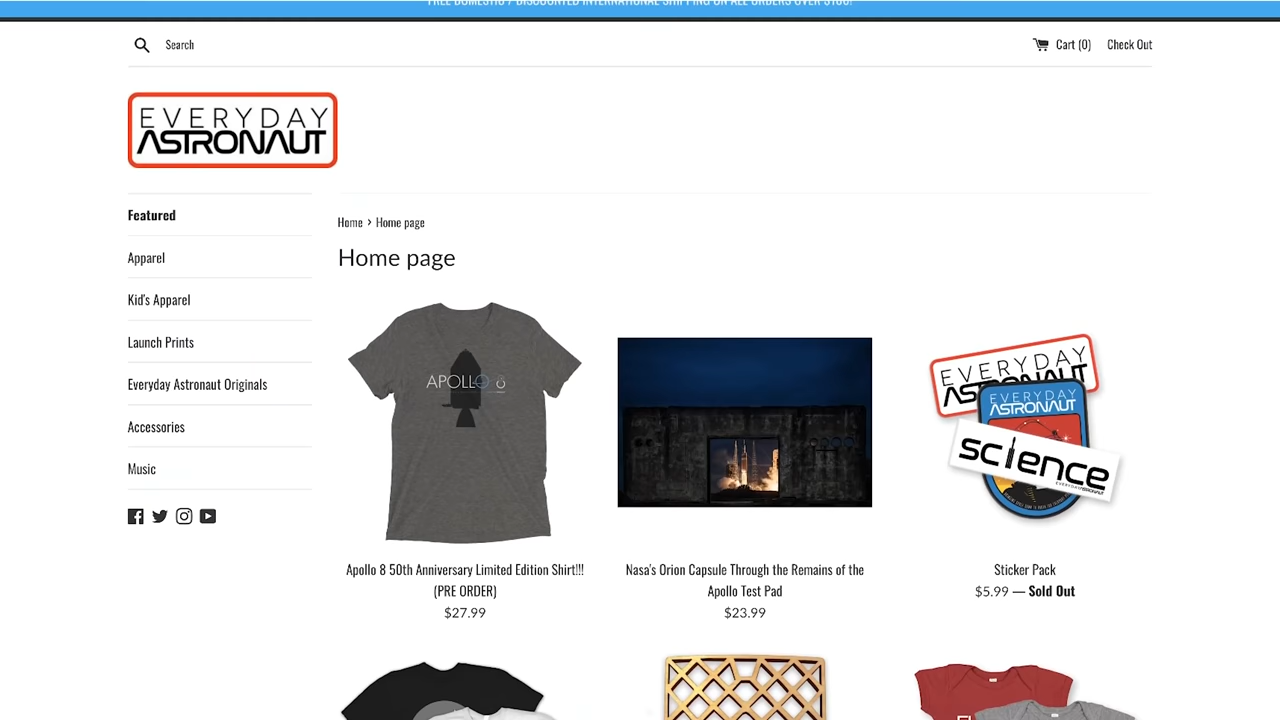 FREE DOMESTIC / DISCOUNTED INTERNATIONAL SHIPPING ON ALL ORDERS OVER $100!
Search
Cart (0)
Check Out
EVERYDAY
ASTRONAUT
Featured
Apparel
Kid's Apparel
Launch Prints
Everyday Astronaut Originals
Accessories
Music
Home › Home page
Home page
APOLLO 8
EVERYDAY
ASTRONAUT
EVERYDAY
ASTRONAUT
science
EVERYDAY ASTRONAUT
Apollo 8 50th Anniversary Limited Edition Shirt!!!
(PRE ORDER)
$27.99
Nasa's Orion Capsule Through the Remains of the
Apollo Test Pad
$23.99
Sticker Pack
$5.99 — Sold Out